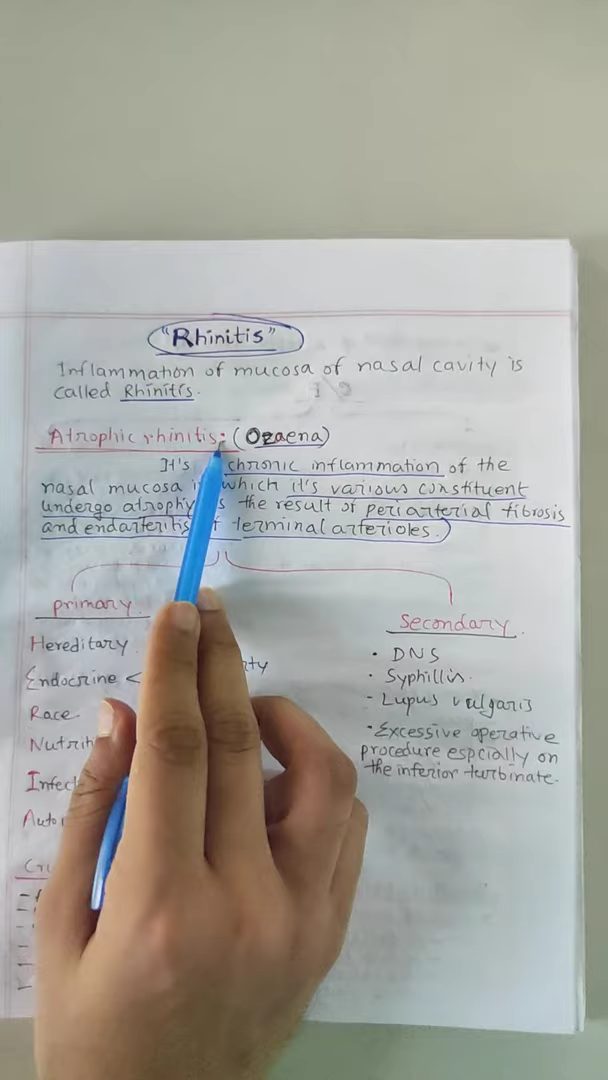 "Rhinitis"
Inflammation of mucosa of nasal cavity is
called Rhinitis.
Atrophic rhinitis: (Ozaena)
It's chronic inflammation of the
nasal mucosa which it's various constituent
undergo atrophy the result of periarterial fibrosis
and endarteritis terminal arterioles.
primary
Secondary
Hereditary
Endocrine <
Race
DNS
Syphillis
Lupus vulgaris
Excessive operative
procedure espcially on
the inferior turbinate.